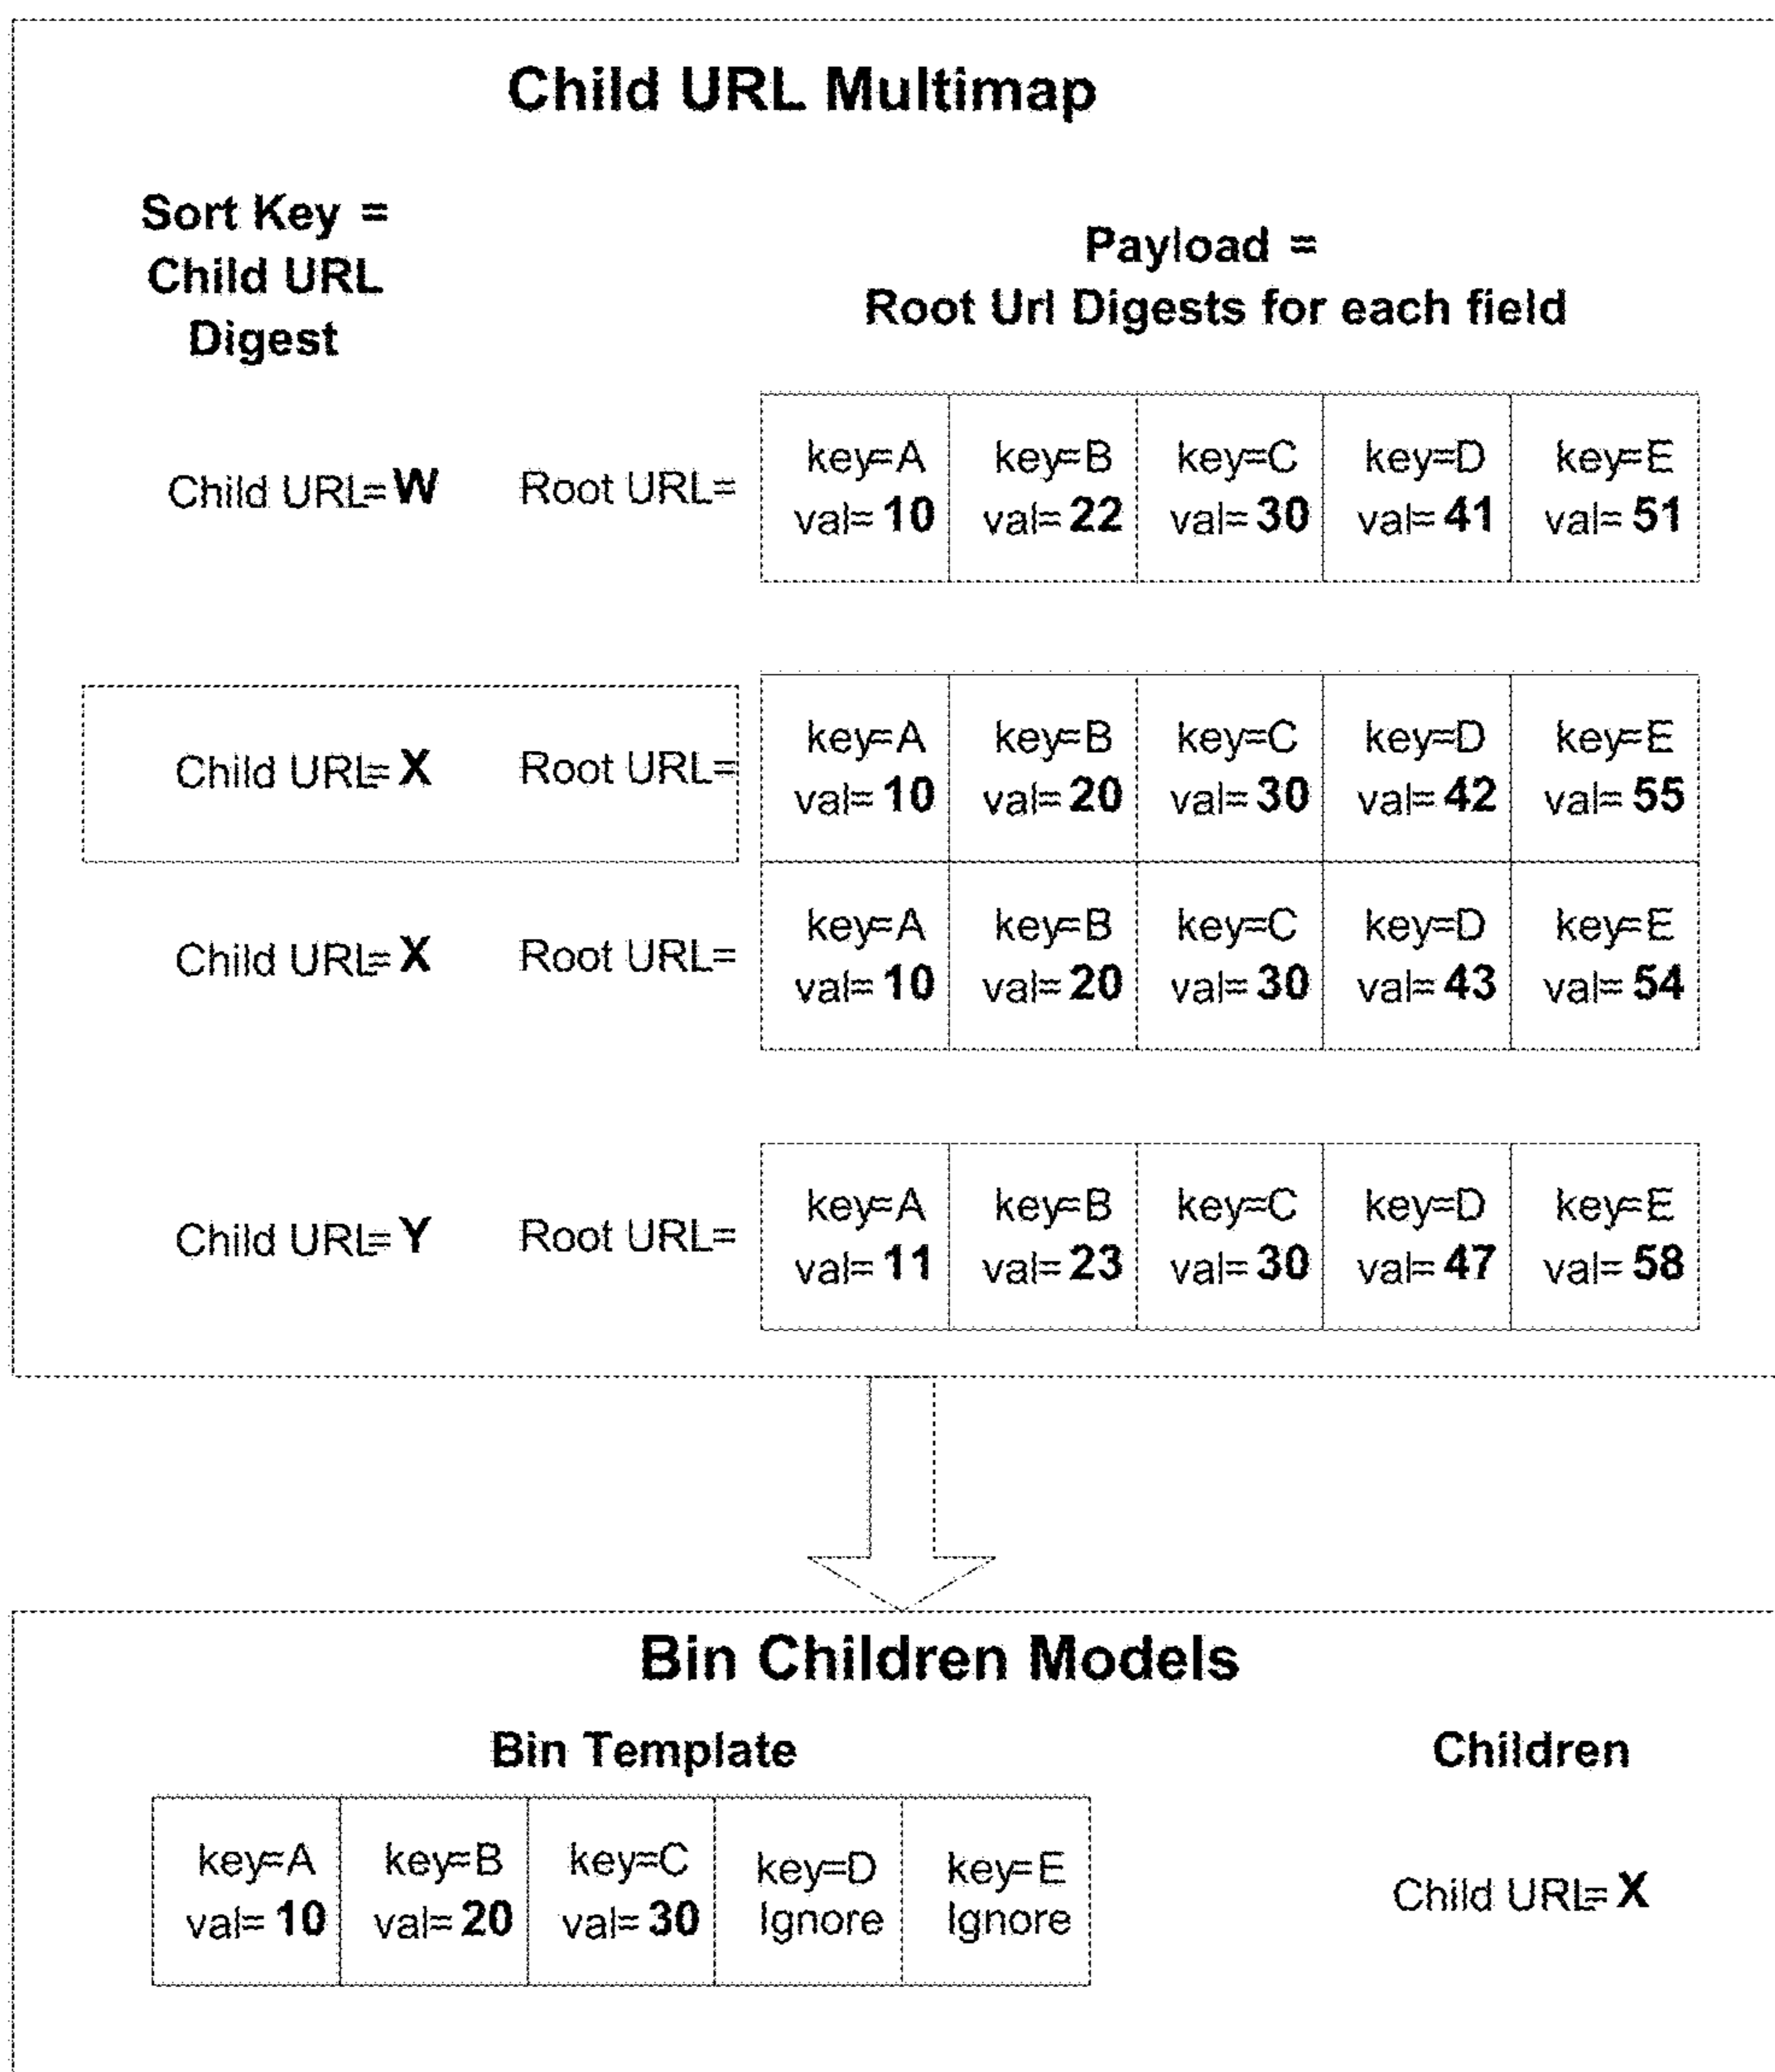 Child URL Multimap
Sort Key =
Child URL
Digest
Payload =
Root Url Digests for each field
Child URL= W Root URL=
key=A key=B key=C key=D key=E
val= 10 val= 22 val= 30 val= 41 val= 51
Child URL= X Root URL=
key=A key=B key=C key=D key=E
val= 10 val= 20 val= 30 val= 42 val= 55
Child URL= X Root URL=
key=A key=B key=C key=D key=E
val= 10 val= 20 val= 30 val= 43 val= 54
Child URL= Y Root URL=
key=A key=B key=C key=D key=E
val= 11 val= 23 val= 30 val= 47 val= 58
Bin Children Models
Bin Template Children
key=A key=B key=C key=D key=E
val= 10 val= 20 val= 30 Ignore Ignore
Child URL= X